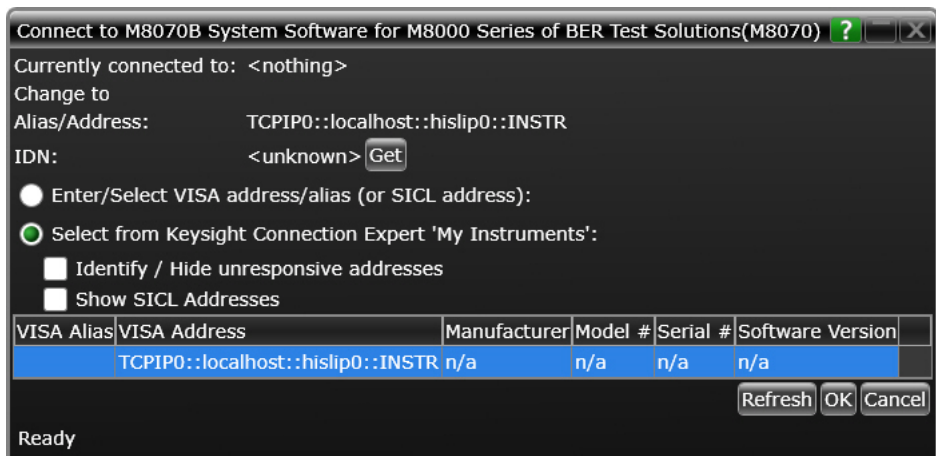 Connect to M8070B System Software for M8000 Series of BER Test Solutions(M8070) ?
Currently connected to: <nothing>
Change to
Alias/Address: TCPIP0::localhost::hislip0::INSTR
IDN: <unknown> Get
Enter/Select VISA address/alias (or SICL address):
Select from Keysight Connection Expert 'My Instruments':
Identify / Hide unresponsive addresses
Show SICL Addresses
VISA Alias VISA Address Manufacturer Model # Serial # Software Version
TCPIP0::localhost::hislip0::INSTR n/a n/a n/a n/a
Refresh OK Cancel
Ready